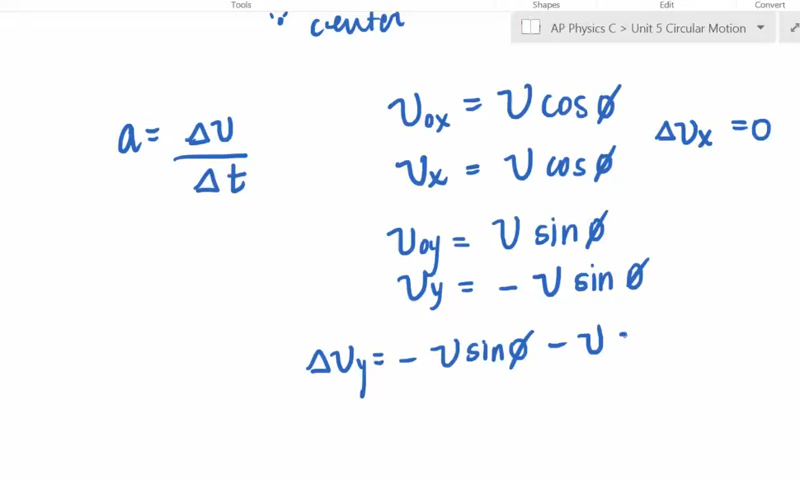 Tools Shapes Edit Convert
center
AP Physics C > Unit 5 Circular Motion
a = Δv / Δt
v₀ₓ = v cos ϕ
vₓ = v cos ϕ
Δvₓ = 0
v₀y = v sin ϕ
vy = - v sin ϕ
Δvy = - v sin ϕ - v